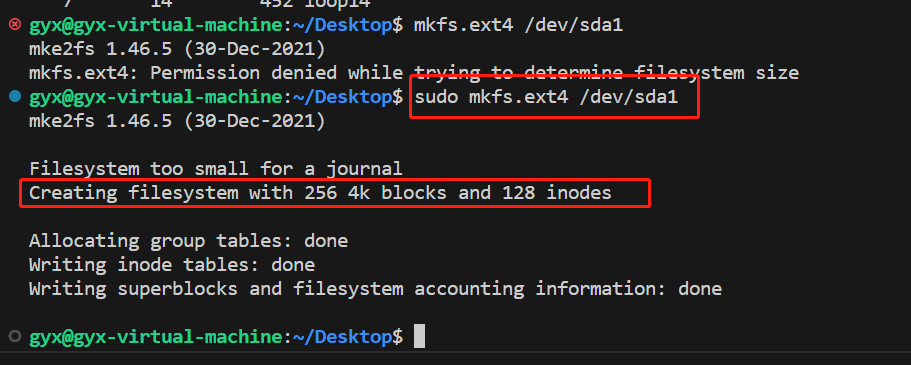 7 14 452 loop14
gyx@gyx-virtual-machine:~/Desktop$ mkfs.ext4 /dev/sda1
mke2fs 1.46.5 (30-Dec-2021)
mkfs.ext4: Permission denied while trying to determine filesystem size
gyx@gyx-virtual-machine:~/Desktop$ sudo mkfs.ext4 /dev/sda1
mke2fs 1.46.5 (30-Dec-2021)
Filesystem too small for a journal
Creating filesystem with 256 4k blocks and 128 inodes
Allocating group tables: done
Writing inode tables: done
Writing superblocks and filesystem accounting information: done
gyx@gyx-virtual-machine:~/Desktop$